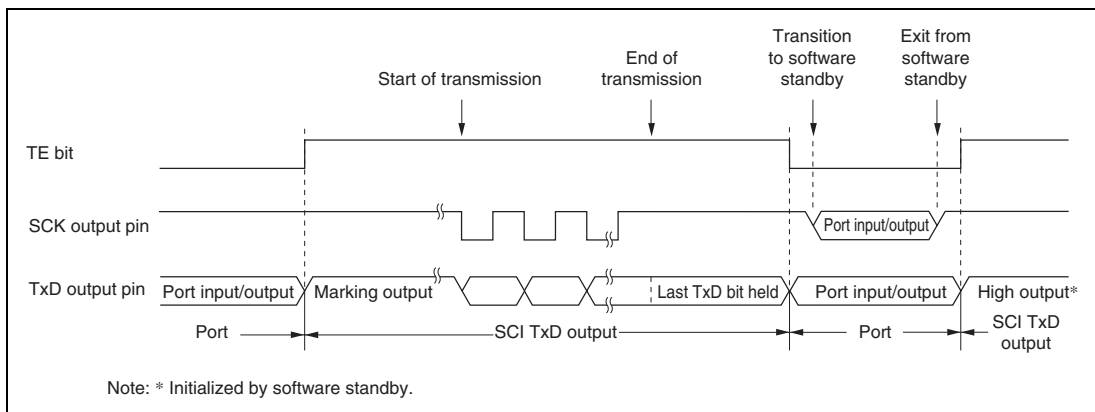 Transition
to software
standby
Exit from
software
standby
Start of transmission
End of
transmission
TE bit
SCK output pin
Port input/output
TxD output pin
Port input/output
Marking output
Last TxD bit held
Port input/output
High output*
Port
SCI TxD output
Port
SCI TxD
output
Note: * Initialized by software standby.